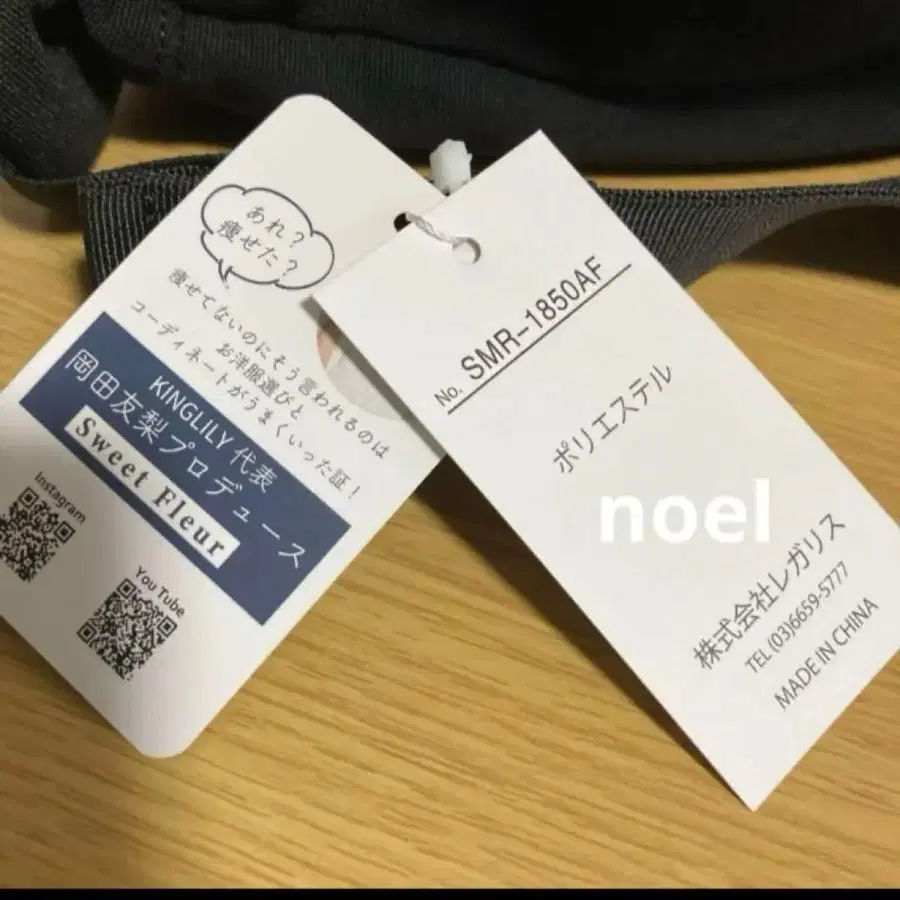 あれ?
痩せた?
痩せてないのにそう言われるのは
お洋服選びと
コーディネートがうまくいった証!
KINGLILY 代表
岡田友梨プロデュース
Sweet Fleur
Instagram
You Tube
No. SMR-1850AF
ポリエステル
noel
株式会社レガリス
TEL (03)6659-5777
MADE IN CHINA